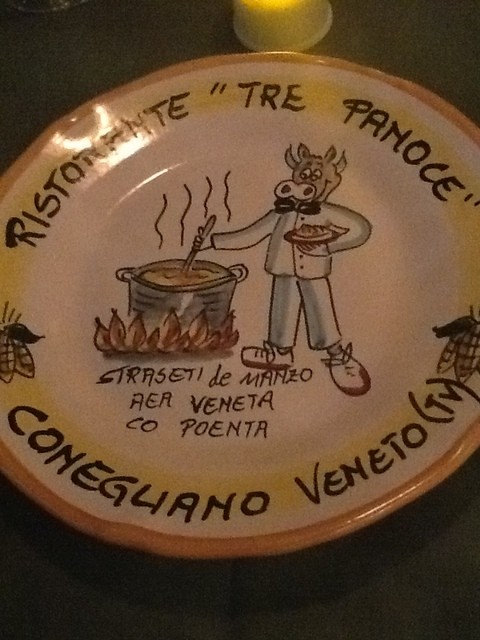 RISTORANTE "TRE PANOCE"
STRASETI de MANZO
AEA VENETA
CO POENTA
CONEGLIANO VENETO (TV)